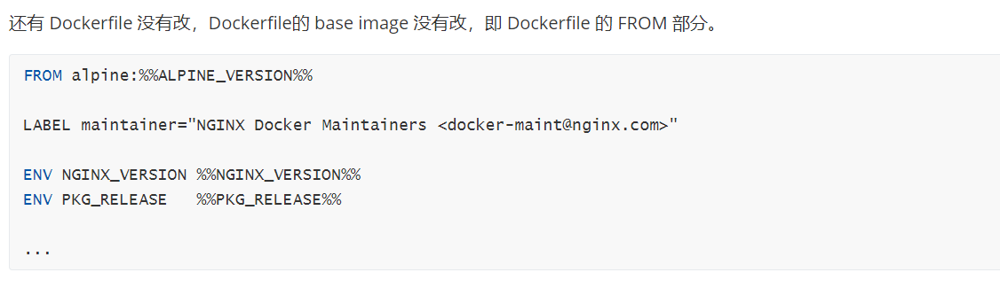 还有 Dockerfile 没有改，Dockerfile的 base image 没有改，即 Dockerfile 的 FROM 部分。
FROM alpine:%%ALPINE_VERSION%%
LABEL maintainer="NGINX Docker Maintainers <docker-maint@nginx.com>"
ENV NGINX_VERSION %%NGINX_VERSION%%
ENV PKG_RELEASE   %%PKG_RELEASE%%
...